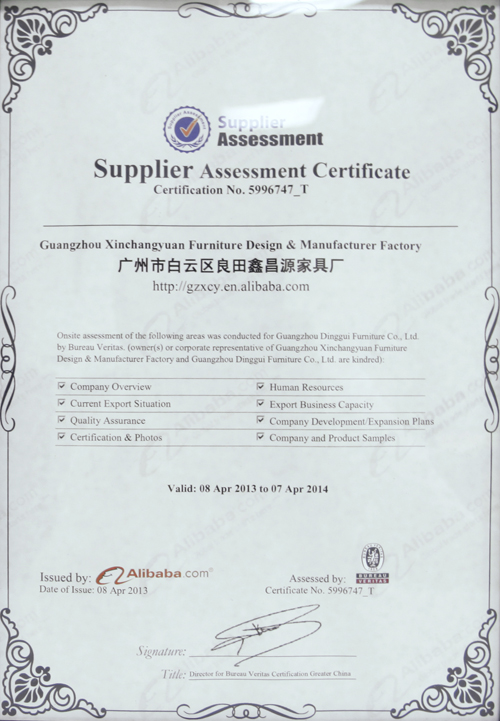 Supplier
Assessment
Supplier Assessment Certificate
Certification No. 5996747_T
Guangzhou Xinchangyuan Furniture Design & Manufacturer Factory
广州市白云区良田鑫昌源家具厂
http://gzxcy.en.alibaba.com
Onsite assessment of the following areas was conducted for Guangzhou Dinggui Furniture Co., Ltd.
by Bureau Veritas. (owner(s) or corporate representative of Guangzhou Xinchangyuan Furniture
Design & Manufacturer Factory and Guangzhou Dinggui Furniture Co., Ltd. are kindred):
Company Overview
Human Resources
Current Export Situation
Export Business Capacity
Quality Assurance
Company Development/Expansion Plans
Certification & Photos
Company and Product Samples
Valid: 08 Apr 2013 to 07 Apr 2014
Issued by: Alibaba.com
Date of Issue: 08 Apr 2013
Assessed by: BUREAU VERITAS
Certificate No. 5996747_T
Signature:
Title: Director for Bureau Veritas Certification Greater China